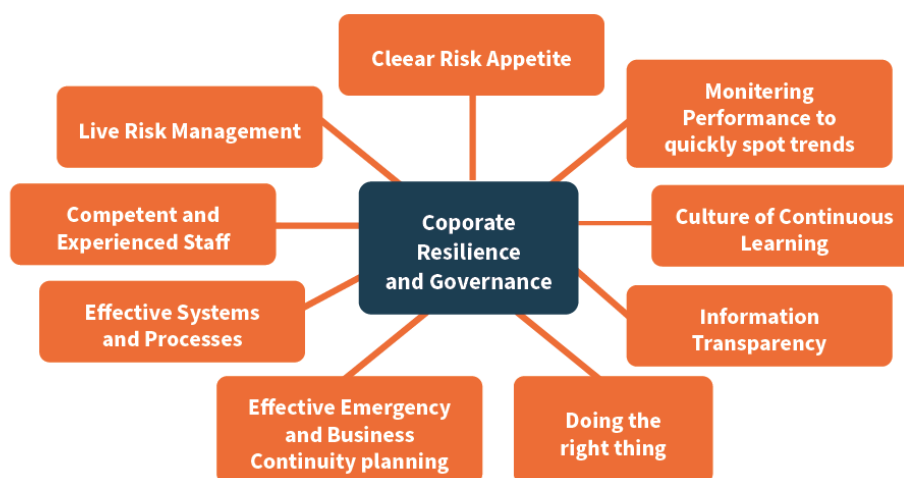 Cleear Risk Appetite
Monitering
Performance to
quickly spot trends
Live Risk Management
Competent and
Experienced Staff
Coporate
Resilience
and Governance
Culture of Continuous
Learning
Effective Systems
and Processes
Information
Transparency
Effective Emergency
and Business
Continuity planning
Doing the
right thing